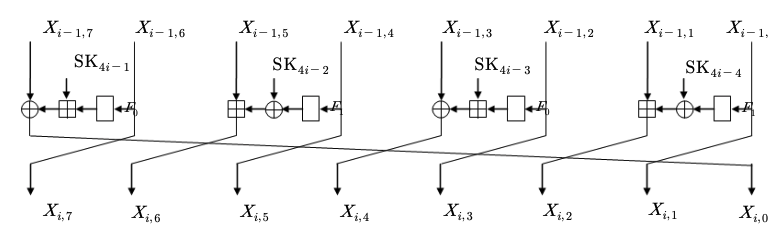 X_{i-1,7} X_{i-1,6} X_{i-1,5} X_{i-1,4} X_{i-1,3} X_{i-1,2} X_{i-1,1} X_{i-1,
SK_{4i-1} SK_{4i-2} SK_{4i-3} SK_{4i-4}
F_0 F_1 F_0 F_1
X_{i,7} X_{i,6} X_{i,5} X_{i,4} X_{i,3} X_{i,2} X_{i,1} X_{i,0}